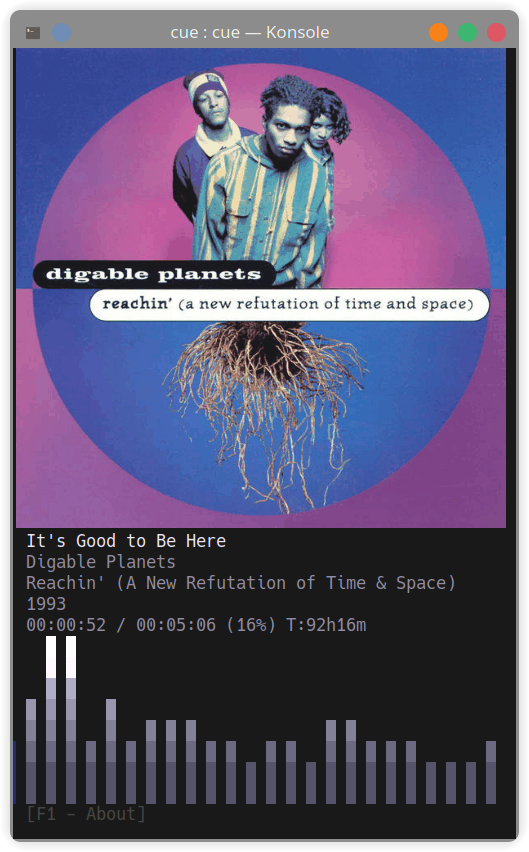 cue : cue — Konsole
digable planets
reachin' (a new refutation of time and space)
It's Good to Be Here
Digable Planets
Reachin' (A New Refutation of Time & Space)
1993
00:00:52 / 00:05:06 (16%) T:92h16m
[F1 – About]